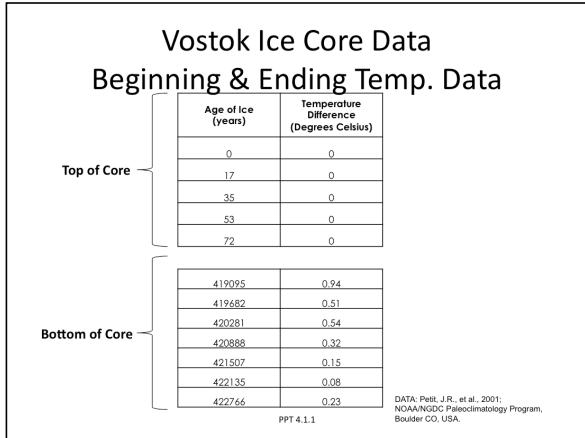 Vostok Ice Core Data
Beginning & Ending Temp. Data
Age of Ice
(years)
Temperature
Difference
(Degrees Celsius)
Top of Core
0 0
17 0
35 0
53 0
72 0
Bottom of Core
419095 0.94
419682 0.51
420281 0.54
420888 0.32
421507 0.15
422135 0.08
422766 0.23
PPT 4.1.1
DATA: Petit, J.R., et al., 2001;
NOAA/NGDC Paleoclimatology Program,
Boulder CO, USA.